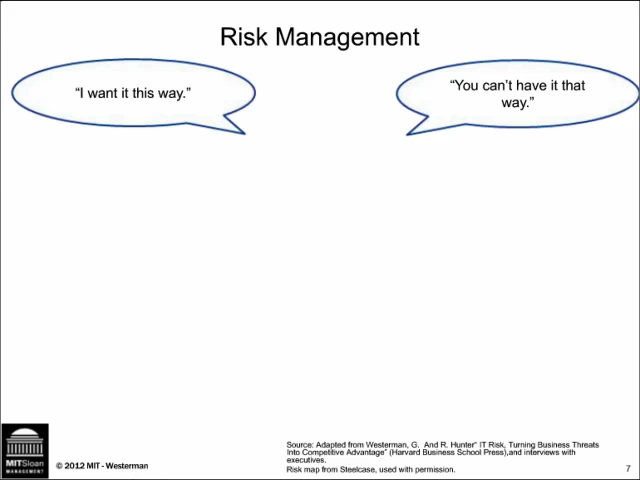 Risk Management
“I want it this way.”
“You can’t have it that
way.”
Source: Adapted from Westerman, G. And R. Hunter“ IT Risk, Turning Business Threats
Into Competitive Advantage” (Harvard Business School Press),and interviews with
executives.
Risk map from Steelcase, used with permission.
MITSloan
MANAGEMENT
© 2012 MIT - Westerman
7